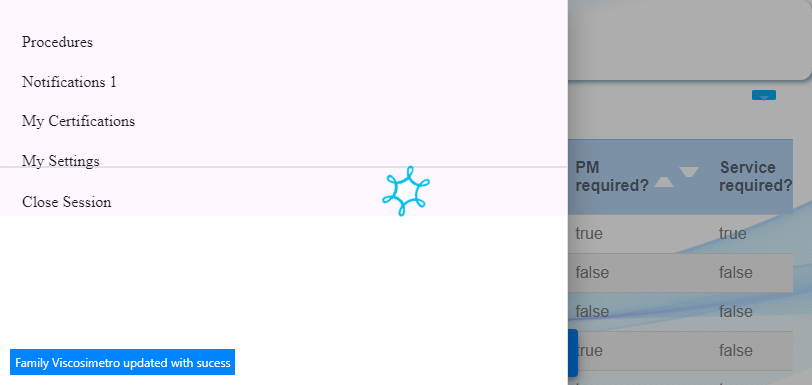 Procedures
Notifications 1
My Certifications
My Settings
Close Session
PM required?
Service required?
true true
false false
false false
true false
Family Viscosimetro updated with sucess